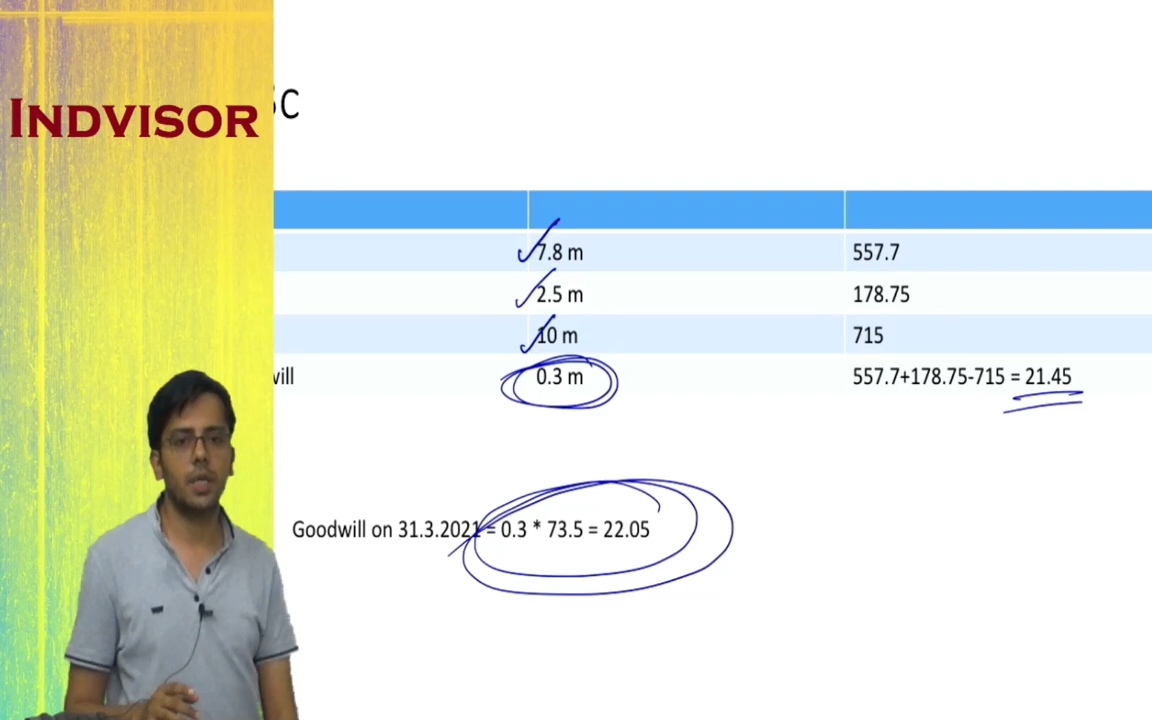 INDVISOR
c
7.8 m 557.7
2.5 m 178.75
10 m 715
will 0.3 m 557.7+178.75-715 = 21.45
Goodwill on 31.3.2021 = 0.3 * 73.5 = 22.05